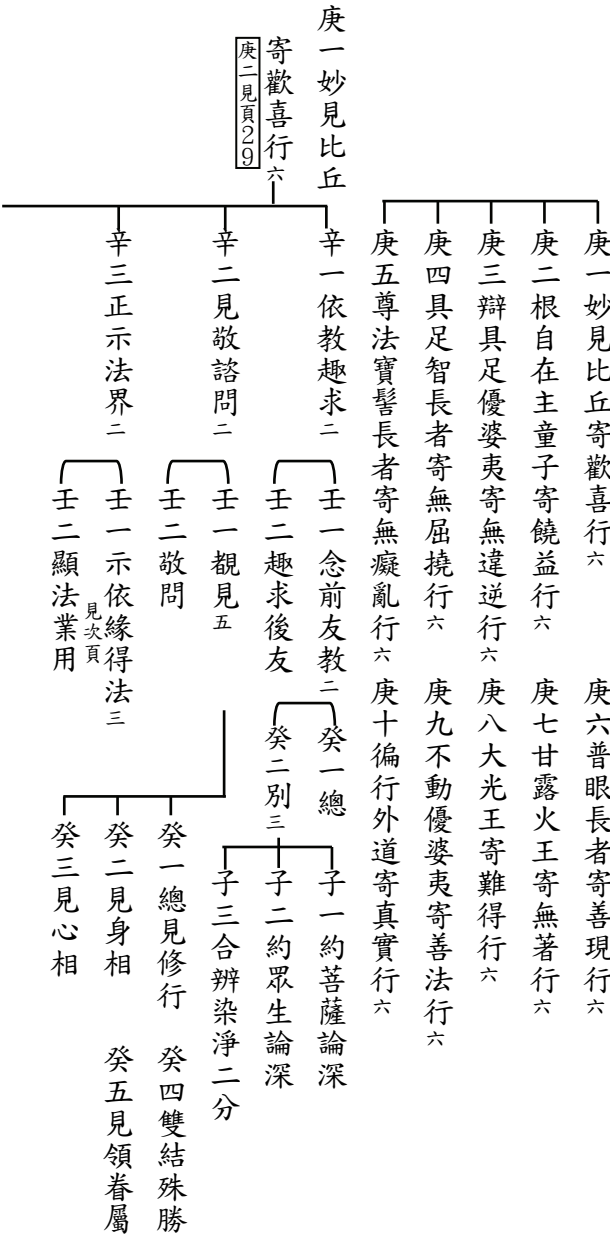 庚一妙見比丘寄歡喜行六
庚二根自在主童子寄饒益行六
庚三辯具足優婆夷寄無違逆行六
庚四具足智長者寄無屈撓行六
庚五尊法寶髻長者寄無癡亂行六
庚六普眼長者寄善現行六
庚七甘露火王寄無著行六
庚八大光王寄難得行六
庚九不動優婆夷寄善法行六
庚十徧行外道寄真實行六
庚一妙見比丘
寄歡喜行六
庚二見頁29
辛一依教趣求二
辛二見敬諮問二
辛三正示法界二
壬一念前友教二
壬二趣求後友
壬一覩見五
壬二敬問
壬一示依緣得法三
見次頁
壬二顯法業用
癸一總
癸二別三
子一約菩薩論深
子二約眾生論深
子三合辨染淨二分
癸一總見修行
癸二見身相
癸三見心相
癸四雙結殊勝
癸五見領眷屬